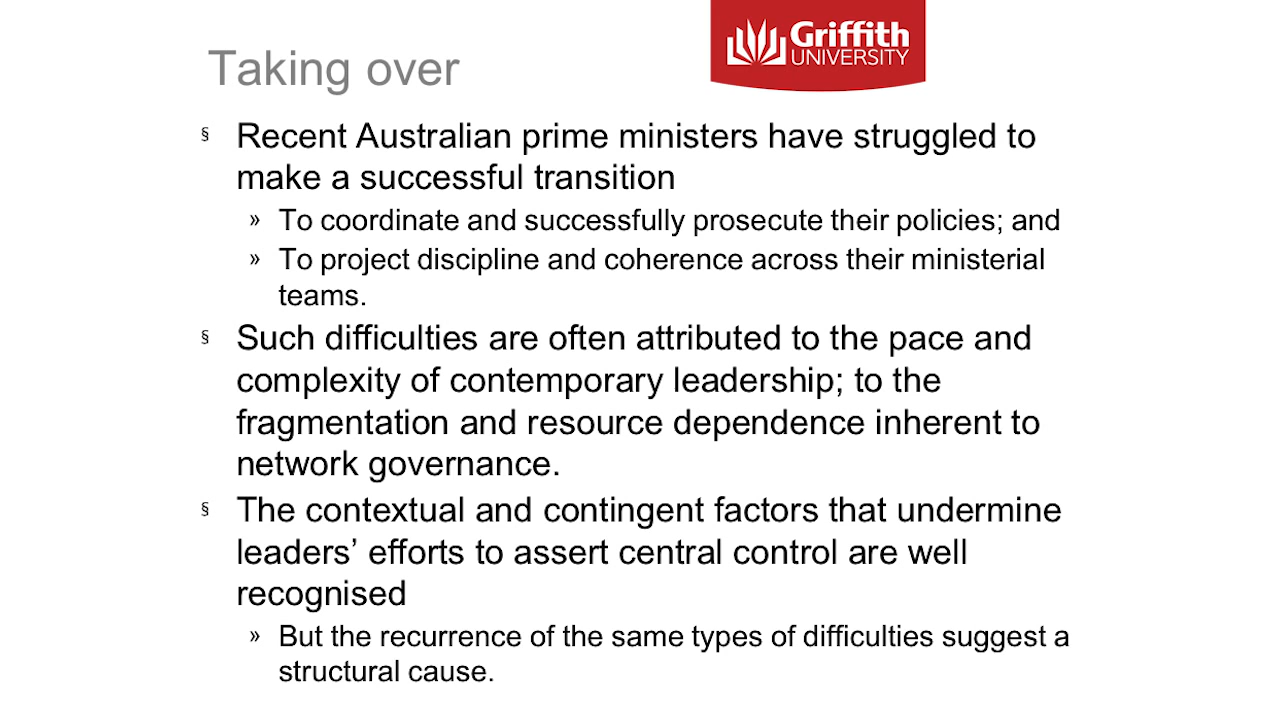 Taking over
Griffith
UNIVERSITY
§ Recent Australian prime ministers have struggled to
make a successful transition
» To coordinate and successfully prosecute their policies; and
» To project discipline and coherence across their ministerial
teams.
§ Such difficulties are often attributed to the pace and
complexity of contemporary leadership; to the
fragmentation and resource dependence inherent to
network governance.
§ The contextual and contingent factors that undermine
leaders’ efforts to assert central control are well
recognised
» But the recurrence of the same types of difficulties suggest a
structural cause.